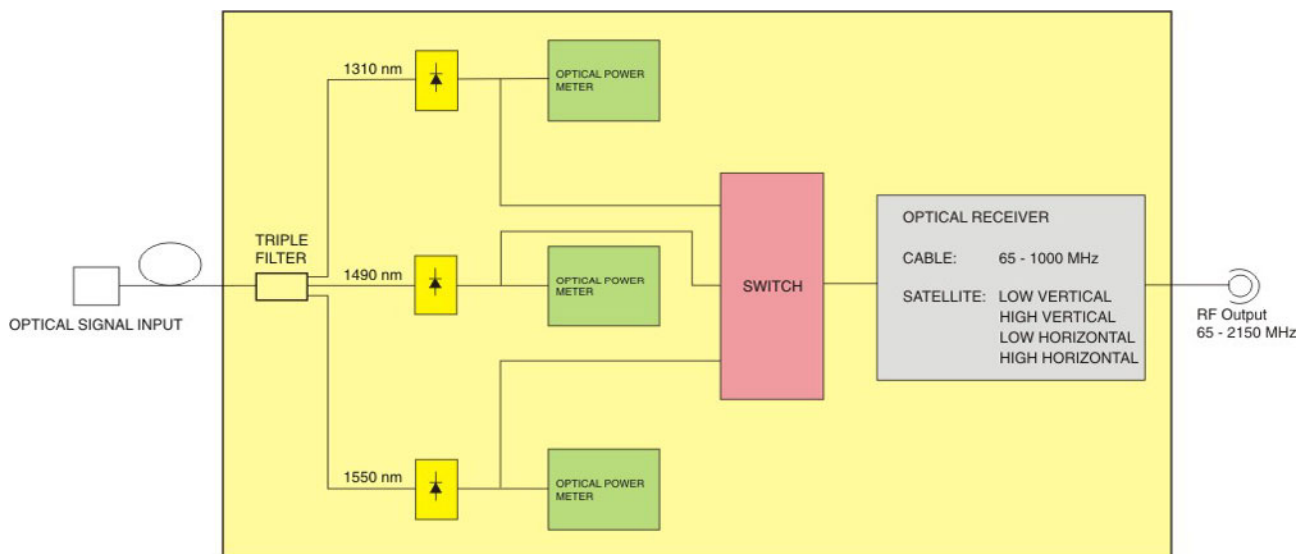 1310 nm
OPTICAL POWER
METER
TRIPLE
FILTER
OPTICAL SIGNAL INPUT
1490 nm
OPTICAL POWER
METER
SWITCH
OPTICAL RECEIVER
CABLE: 65 - 1000 MHz
SATELLITE: LOW VERTICAL
HIGH VERTICAL
LOW HORIZONTAL
HIGH HORIZONTAL
RF Output
65 - 2150 MHz
1550 nm
OPTICAL POWER
METER